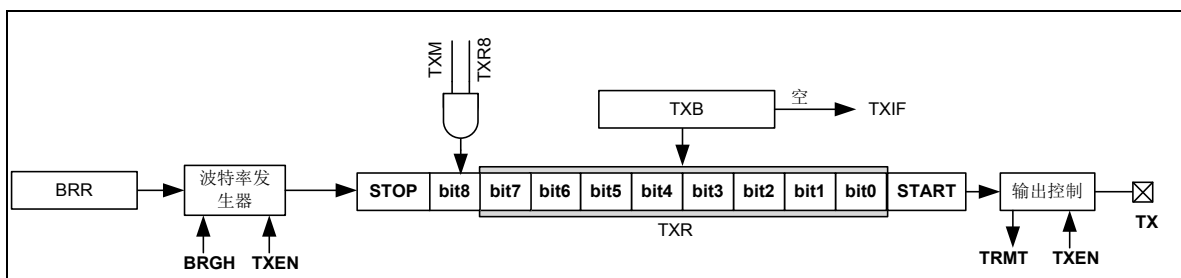 TXM
TXR8
TXB
空
TXIF
BRR
波特率发
生器
STOP
bit8
bit7
bit6
bit5
bit4
bit3
bit2
bit1
bit0
START
输出控制
TX
TXR
BRGH
TXEN
TRMT
TXEN